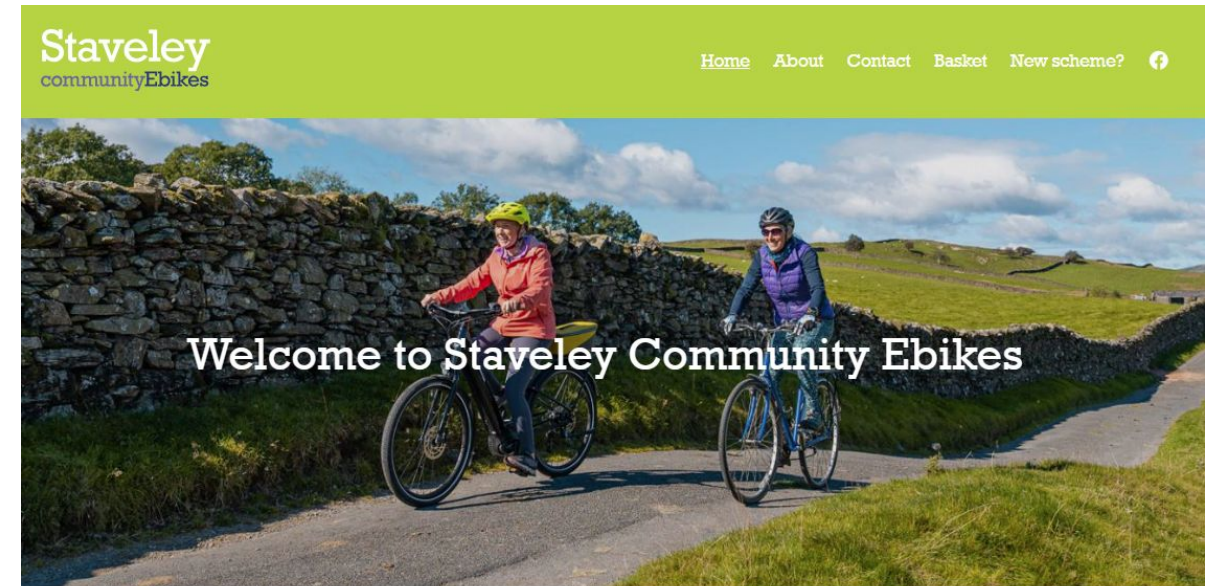 Staveley
communityEbikes
Home About Contact Basket New scheme?
Welcome to Staveley Community Ebikes